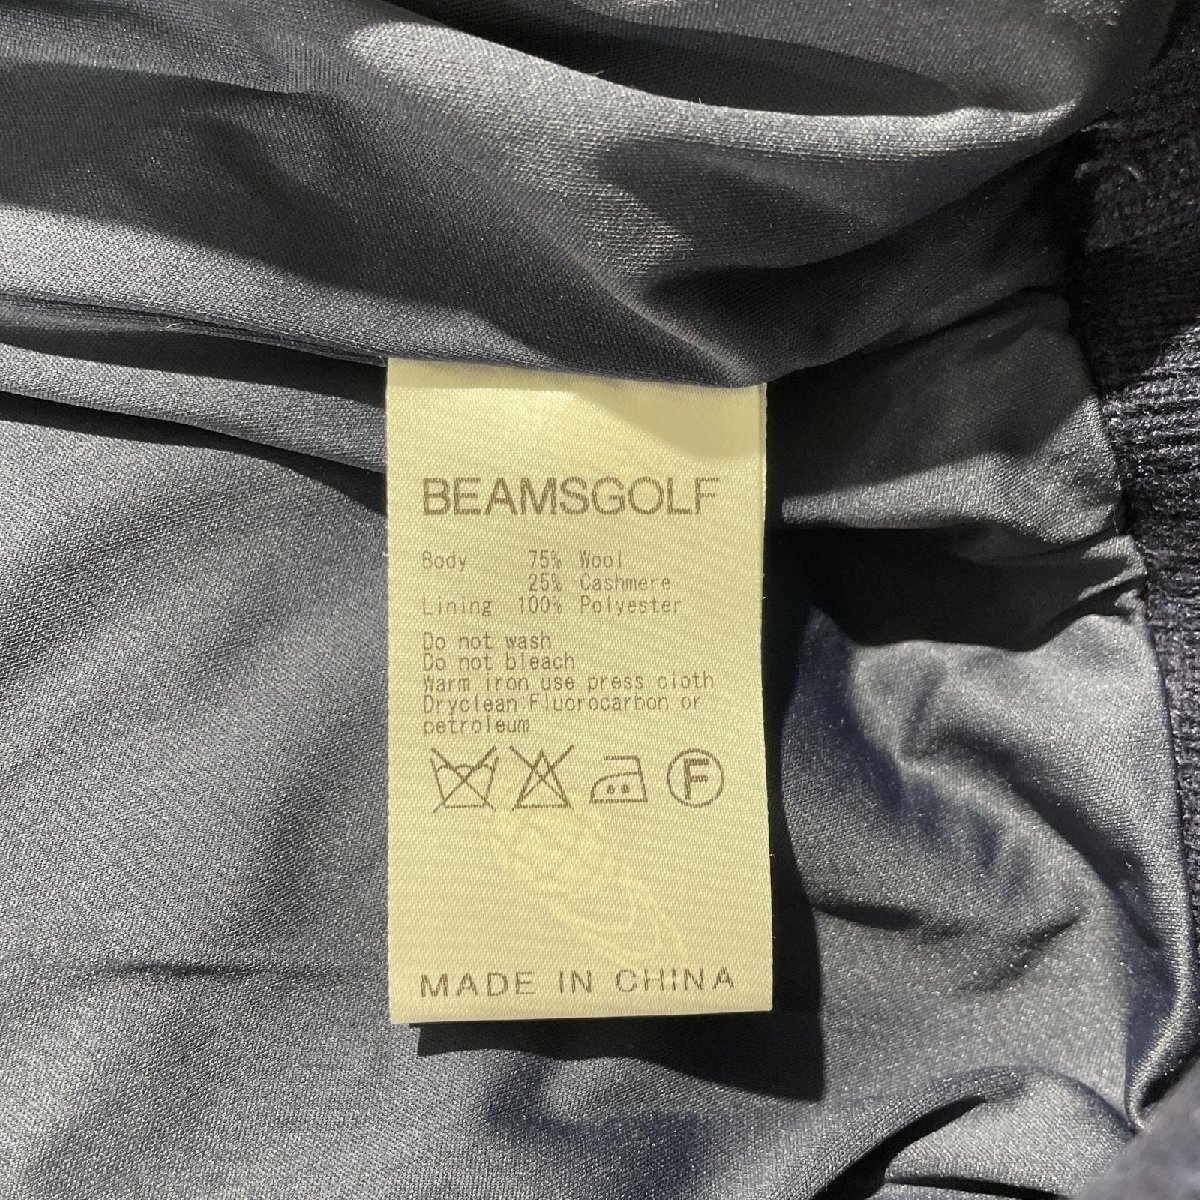 BEAMSGOLF
Body 75% Wool
25% Cashmere
Lining 100% Polyester
Do not wash
Do not bleach
Warm iron use press cloth
Dryclean Flucrocarbon or
petroleum
F
MADE IN CHINA